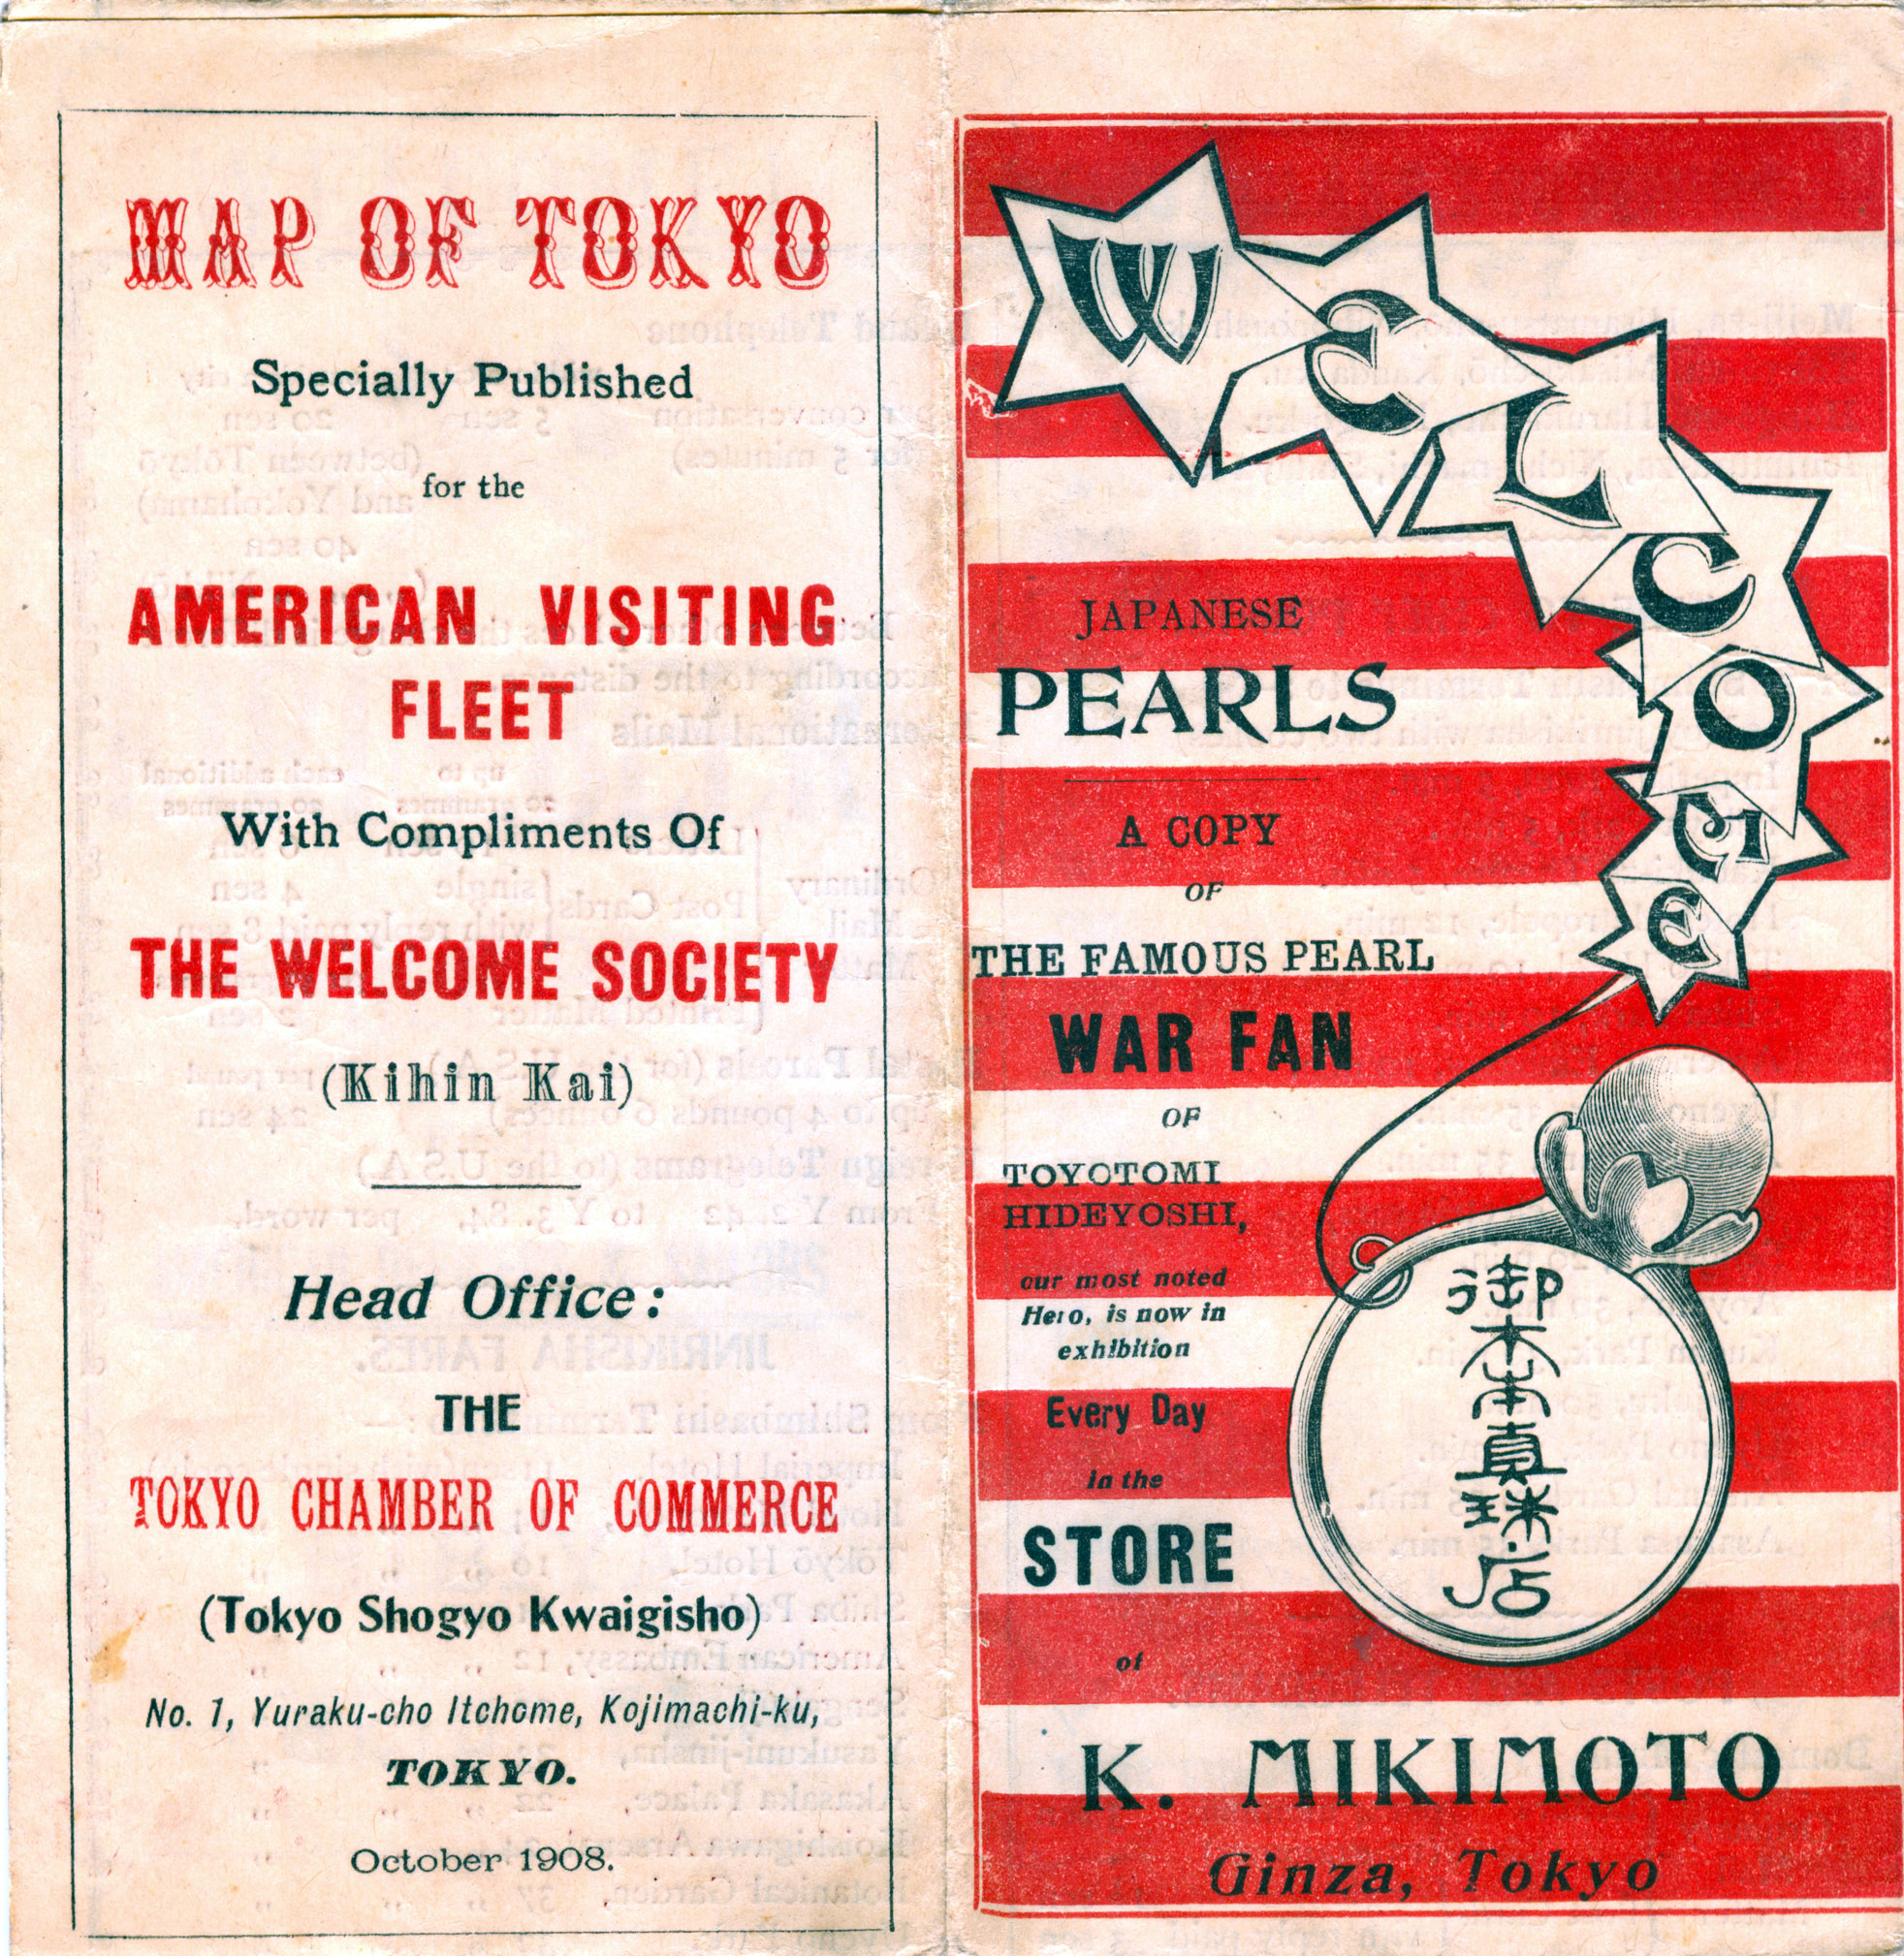 MAP OF TOKYO
Specially Published
for the
AMERICAN VISITING
FLEET
With Compliments Of
THE WELCOME SOCIETY
(Kihin Kai)
Head Office:
THE
TOKYO CHAMBER OF COMMERCE
(Tokyo Shogyo Kwaigisho)
No. 1, Yuraku-cho Itchome, Kojimachi-ku,
TOKYO.
October 1908.
WELCOME
JAPANESE
PEARLS
A COPY
OF
THE FAMOUS PEARL
WAR FAN
OF
TOYOTOMI
HIDEYOSHI,
our most noted
Hero, is now in
exhibition
Every Day
in the
STORE
of
K. MIKIMOTO
Ginza, Tokyo
御木本真珠店